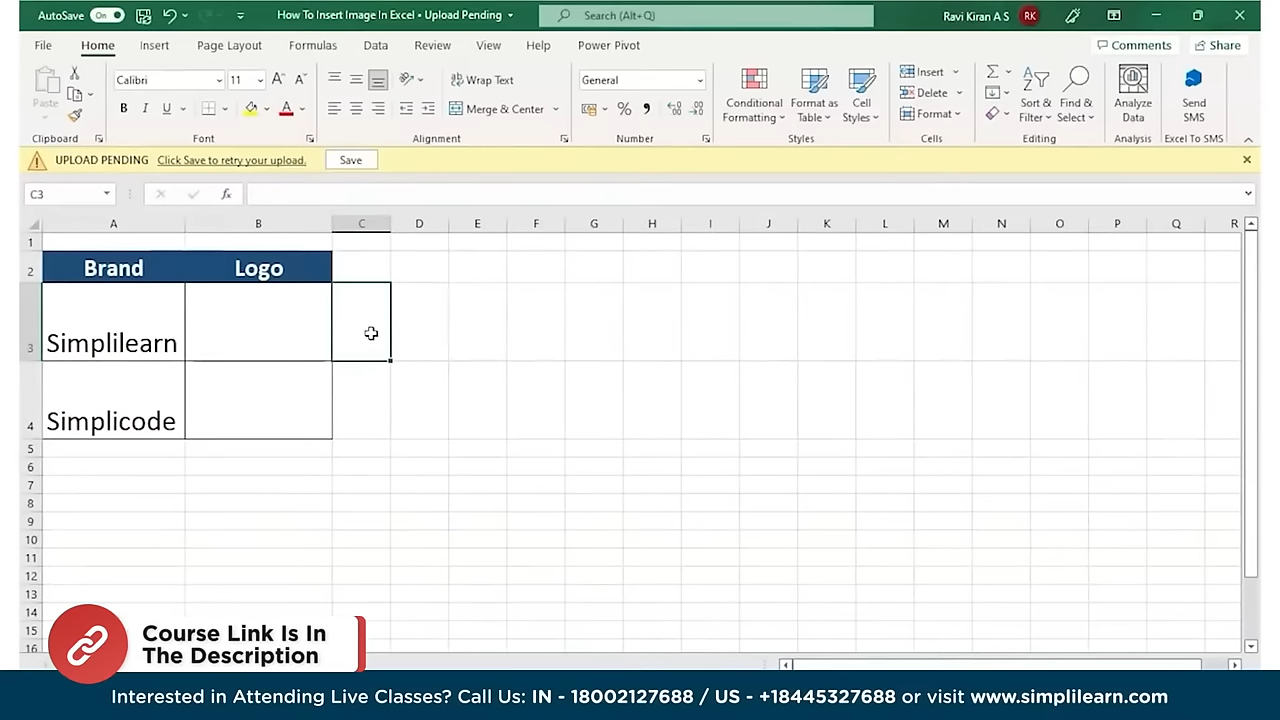 AutoSave On How To Insert Image In Excel • Upload Pending Search (Alt+Q) Ravi Kiran A S RK
File Home Insert Page Layout Formulas Data Review View Help Power Pivot Comments Share
Paste
Calibri 11
B I U A
Wrap Text
Merge & Center
General
Conditional Formatting
Format as Table
Cell Styles
Insert
Delete
Format
Sort & Filter
Find & Select
Analyze Data
Send SMS
Clipboard Font Alignment Number Styles Cells Editing Analysis Excel To SMS
UPLOAD PENDING Click Save to retry your upload. Save
C3 fx
A B C D E F G H I J K L M N O P Q R
1
2 Brand Logo
3 Simplilearn
4 Simplicode
5
6
7
8
9
10
11
12
13
14
15
16
Course Link Is In
The Description
Interested in Attending Live Classes? Call Us: IN - 18002127688 / US - +18445327688 or visit www.simplilearn.com